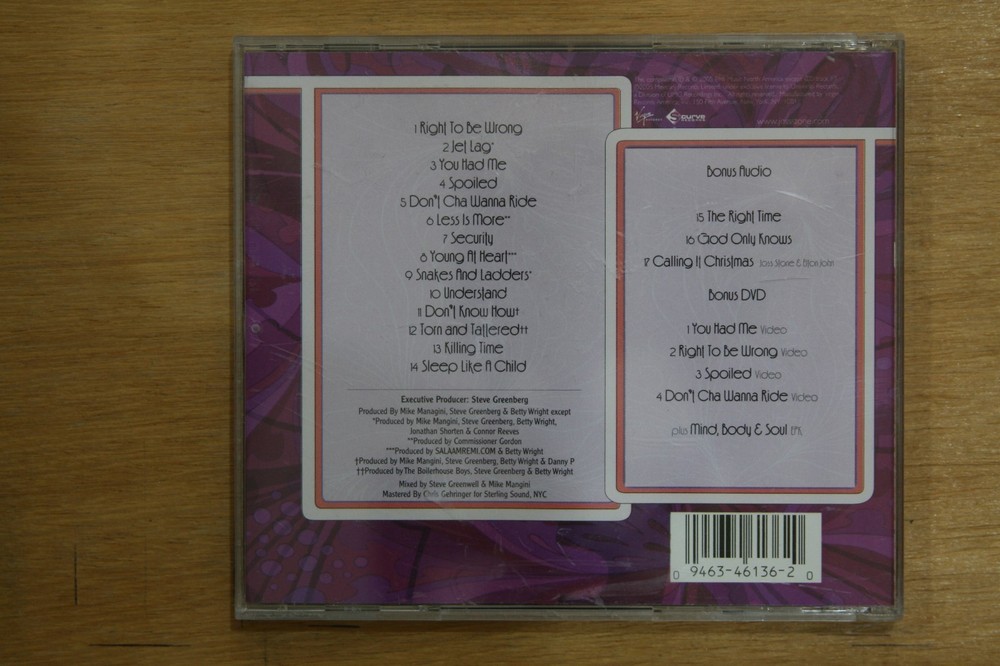 1 Right To Be Wrong
2 Jet Lag*
3 You Had Me
4 Spoiled
5 Don't Cha Wanna Ride
6 Less Is More**
7 Security
8 Young At Heart***
9 Snakes And Ladders*
10 Understand
11 Don't Know How†
12 Torn and Tattered††
13 Killing Time
14 Sleep Like A Child
Executive Producer: Steve Greenberg
Produced By Mike Managini, Steve Greenberg & Betty Wright except
*Produced by Mike Mangini, Steve Greenberg, Betty Wright,
Jonathan Shorten & Connor Reeves
**Produced by Commissioner Gordon
***Produced by SALAAMREMI.COM & Betty Wright
†Produced by Mike Mangini, Steve Greenberg, Betty Wright & Danny P
††Produced by The Boilerhouse Boys, Steve Greenberg & Betty Wright
Mixed by Steve Greenwell & Mike Mangini
Mastered By Chris Gehringer for Sterling Sound, NYC
Virgin
S curve
Bonus Audio
15 The Right Time
16 God Only Knows
17 Calling It Christmas Joss Stone & Elton John
Bonus DVD
1 You Had Me Video
2 Right To Be Wrong Video
3 Spoiled Video
4 Don't Cha Wanna Ride Video
plus Mind, Body & Soul EPK
0 9463-46136-2 0